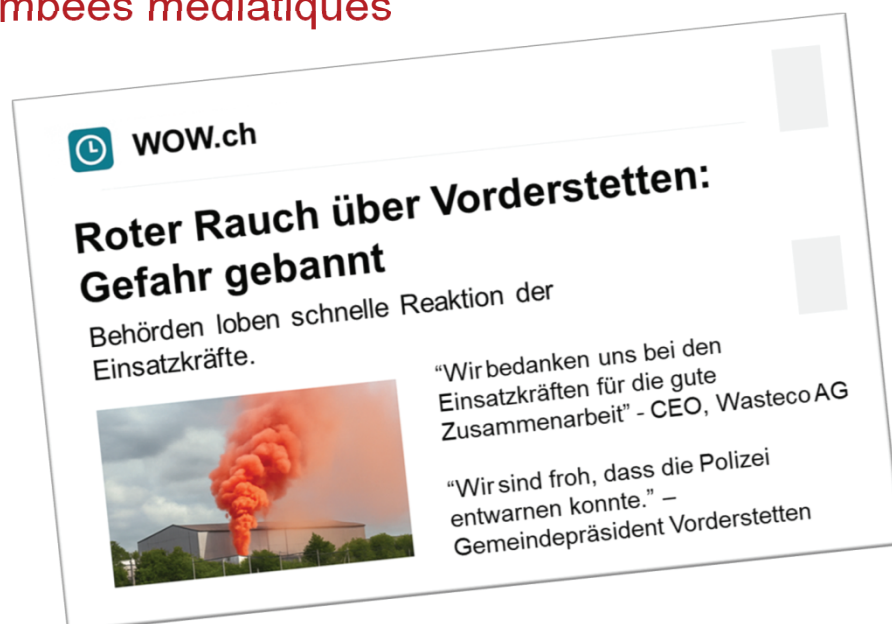 médiatiques
WOW.ch
Roter Rauch über Vorderstetten:
Gefahr gebannt
Behörden loben schnelle Reaktion der
Einsatzkräfte.
“Wir bedanken uns bei den
Einsatzkräften für die gute
Zusammenarbeit” - CEO, Wasteco AG
“Wir sind froh, dass die Polizei
entwarnen konnte.” –
Gemeindepräsident Vorderstetten